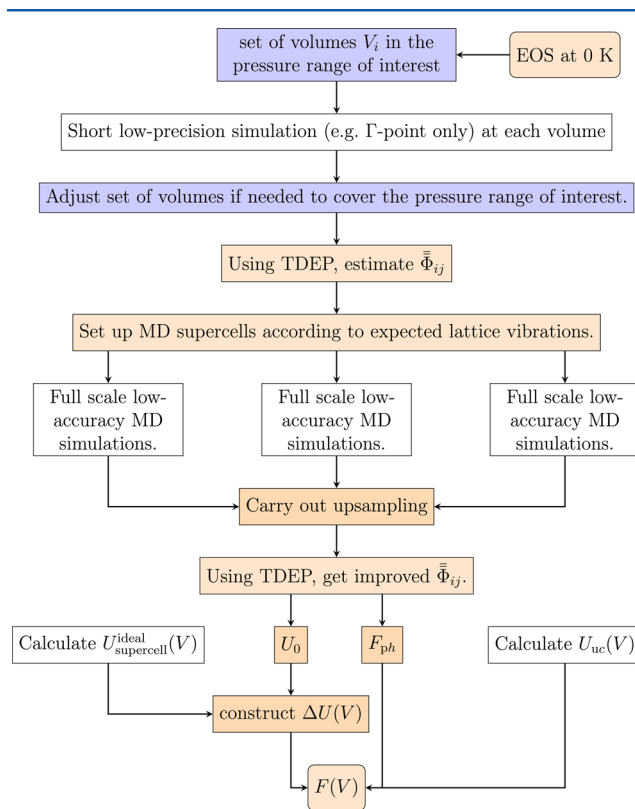 set of volumes Vᵢ in the
pressure range of interest
EOS at 0 K
Short low-precision simulation (e.g. Γ-point only) at each volume
Adjust set of volumes if needed to cover the pressure range of interest.
Using TDEP, estimate Φ̿ᵢⱼ
Set up MD supercells according to expected lattice vibrations.
Full scale low-
accuracy MD
simulations.
Full scale low-
accuracy MD
simulations.
Full scale low-
accuracy MD
simulations.
Carry out upsampling
Using TDEP, get improved Φ̿ᵢⱼ.
Calculate U_supercell^ideal(V)
U₀
F_ph
Calculate U_uc(V)
construct ΔU(V)
F(V)